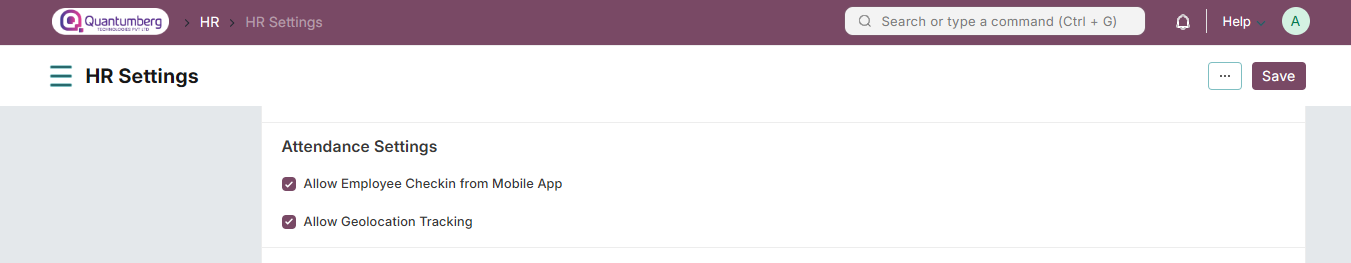 Quantumberg
TECHNOLOGIES PVT LTD
HR
HR Settings
Search or type a command (Ctrl + G)
Help
A
HR Settings
...
Save
Attendance Settings
Allow Employee Checkin from Mobile App
Allow Geolocation Tracking